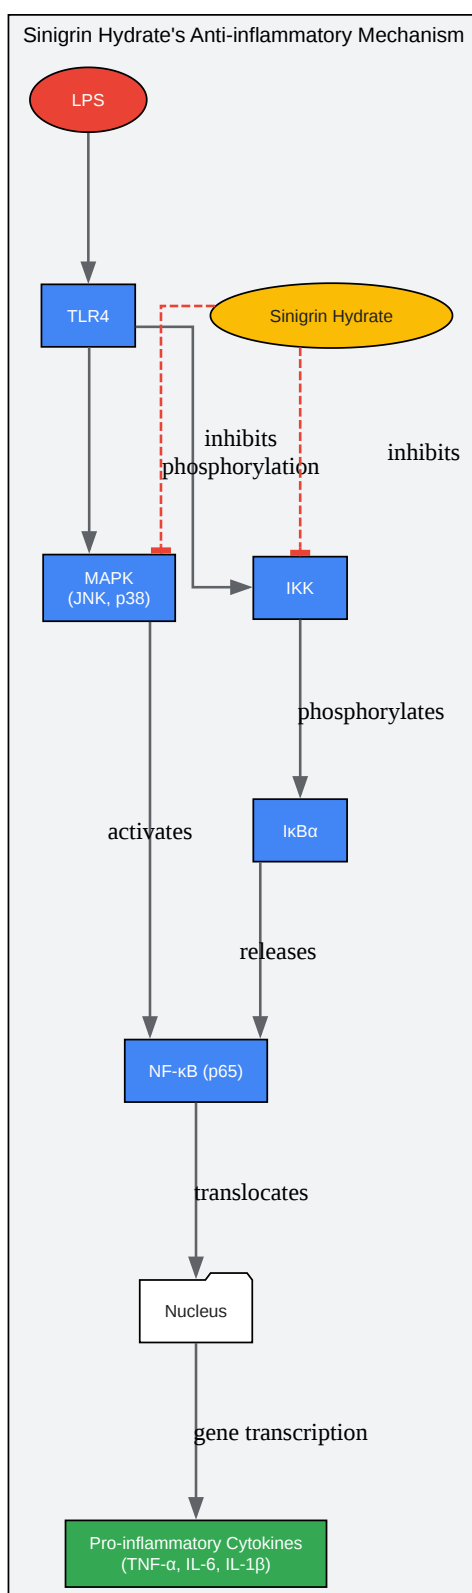 Sinigrin Hydrate's Anti-inflammatory Mechanism
LPS
TLR4
Sinigrin Hydrate
inhibits
phosphorylation
inhibits
MAPK
(JNK, p38)
IKK
phosphorylates
IκBα
activates
releases
NF-κB (p65)
translocates
Nucleus
gene transcription
Pro-inflammatory Cytokines
(TNF-α, IL-6, IL-1β)